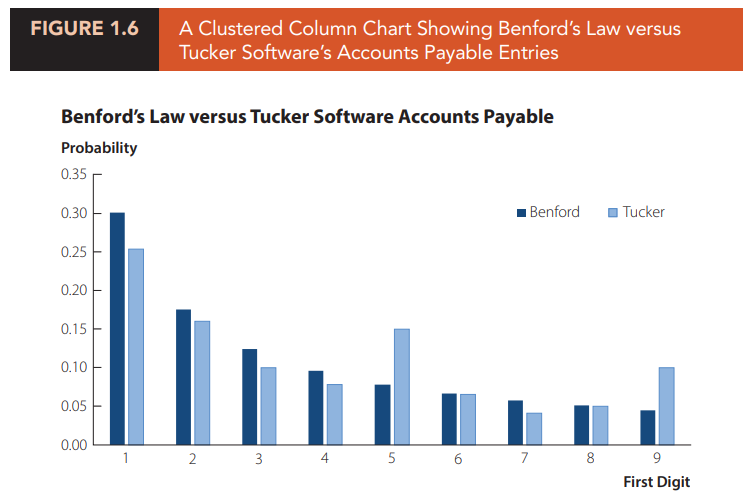 FIGURE 1.6
A Clustered Column Chart Showing Benford’s Law versus
Tucker Software’s Accounts Payable Entries
Benford’s Law versus Tucker Software Accounts Payable
Probability
0.35
0.30
0.25
0.20
0.15
0.10
0.05
0.00
Benford
Tucker
1 2 3 4 5 6 7 8 9
First Digit